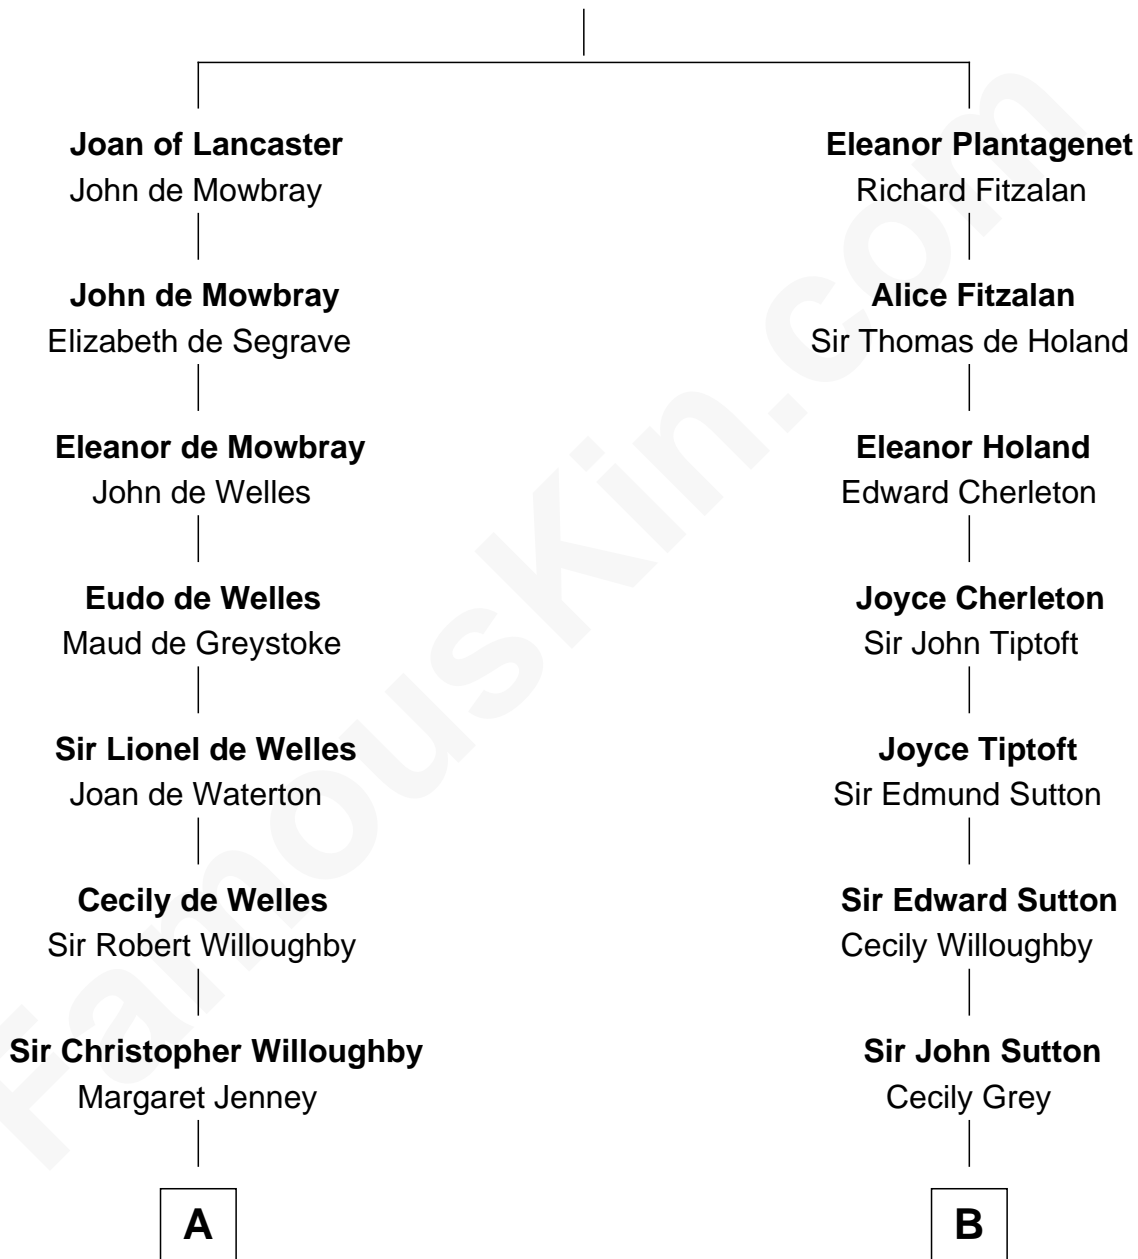 Joan of Lancaster
John de Mowbray
John de Mowbray
Elizabeth de Segrave
Eleanor de Mowbray
John de Welles
Eudo de Welles
Maud de Greystoke
Sir Lionel de Welles
Joan de Waterton
Cecily de Welles
Sir Robert Willoughby
Sir Christopher Willoughby
Margaret Jenney
A
Eleanor Plantagenet
Richard Fitzalan
Alice Fitzalan
Sir Thomas de Holand
Eleanor Holand
Edward Cherleton
Joyce Cherleton
Sir John Tiptoft
Joyce Tiptoft
Sir Edmund Sutton
Sir Edward Sutton
Cecily Willoughby
Sir John Sutton
Cecily Grey
B
FamousKin.com